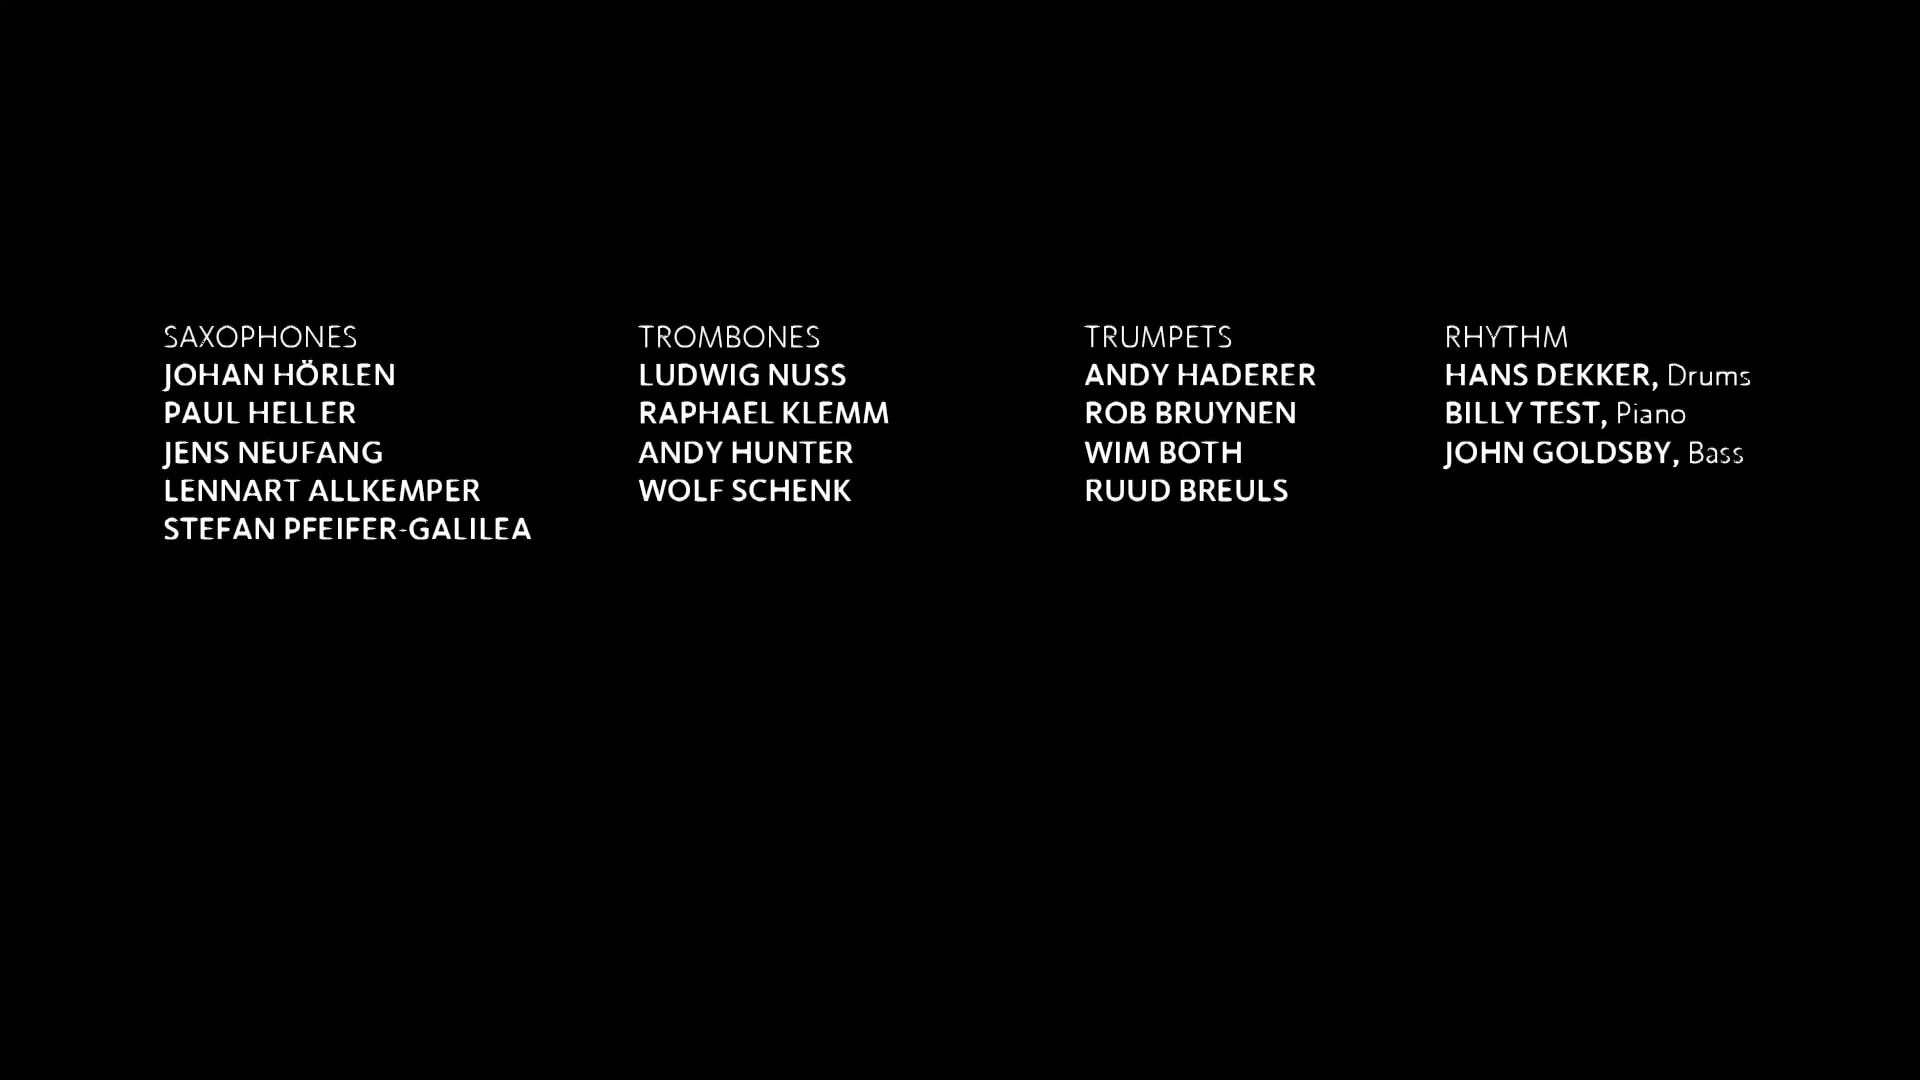 SAXOPHONES
JOHAN HÖRLEN
PAUL HELLER
JENS NEUFANG
LENNART ALLKEMPER
STEFAN PFEIFER-GALILEA
TROMBONES
LUDWIG NUSS
RAPHAEL KLEMM
ANDY HUNTER
WOLF SCHENK
TRUMPETS
ANDY HADERER
ROB BRUYNEN
WIM BOTH
RUUD BREULS
RHYTHM
HANS DEKKER, Drums
BILLY TEST, Piano
JOHN GOLDSBY, Bass